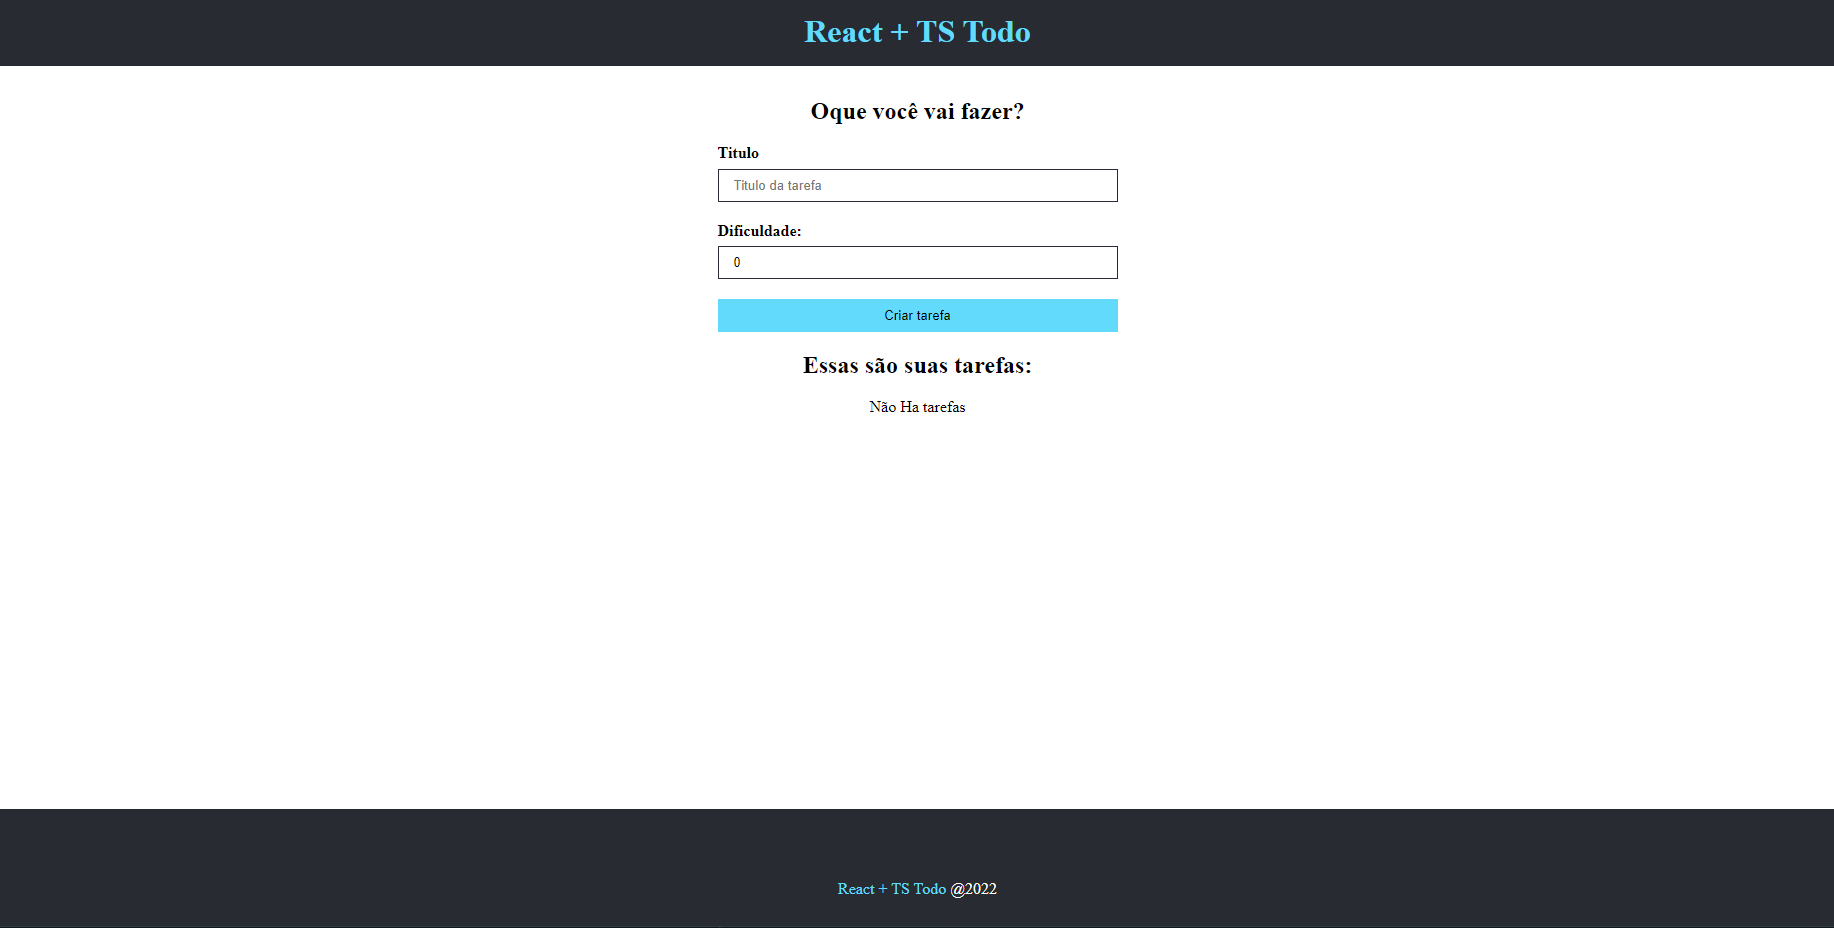 React + TS Todo
Oque você vai fazer?
Titulo
Titulo da tarefa
Dificuldade:
0
Criar tarefa
Essas são suas tarefas:
Não Ha tarefas
React + TS Todo @2022